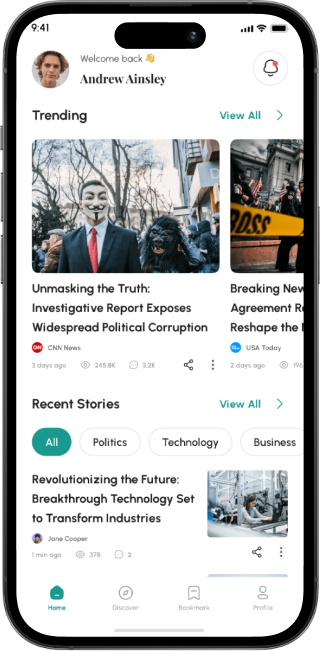 9:41
Welcome back 👋
Andrew Ainsley
Trending
View All
Unmasking the Truth:
Investigative Report Exposes
Widespread Political Corruption
CNN News
3 days ago
245.8K
3.2K
Breaking New
Agreement Re
Reshape the
USA Today
2 days ago
196
Recent Stories
View All
All
Politics
Technology
Business
Revolutionizing the Future:
Breakthrough Technology Set
to Transform Industries
Jane Cooper
1 min ago
378
2
Home
Discover
Bookmark
Profile